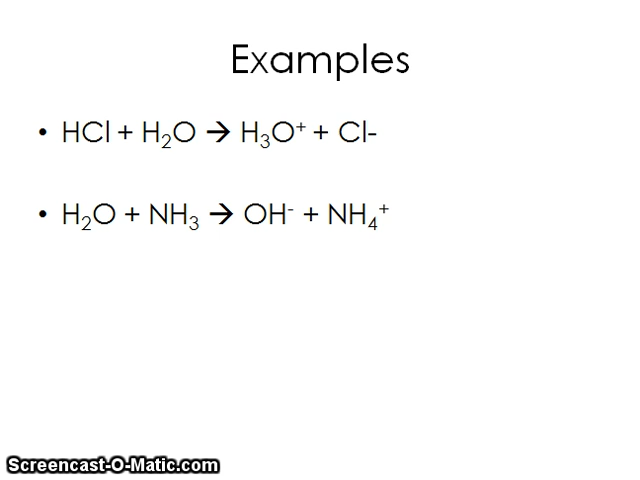 Examples
• HCl + H₂O → H₃O⁺ + Cl-
• H₂O + NH₃ → OH⁻ + NH₄⁺
Screencast-O-Matic.com